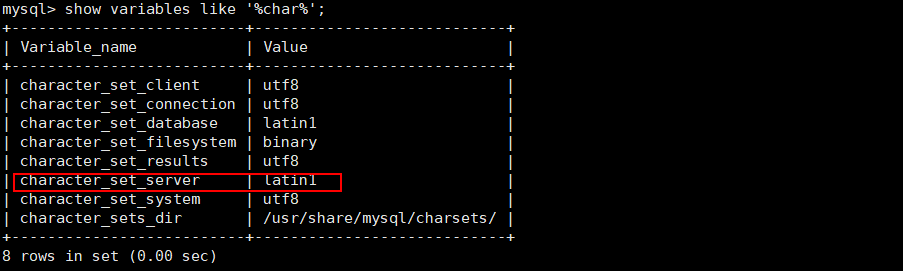 mysql> show variables like '%char%';
+--------------------------+----------------------------+
| Variable_name            | Value                      |
+--------------------------+----------------------------+
| character_set_client     | utf8                       |
| character_set_connection | utf8                       |
| character_set_database   | latin1                     |
| character_set_filesystem | binary                     |
| character_set_results    | utf8                       |
| character_set_server     | latin1                     |
| character_set_system     | utf8                       |
| character_sets_dir       | /usr/share/mysql/charsets/ |
+--------------------------+----------------------------+
8 rows in set (0.00 sec)